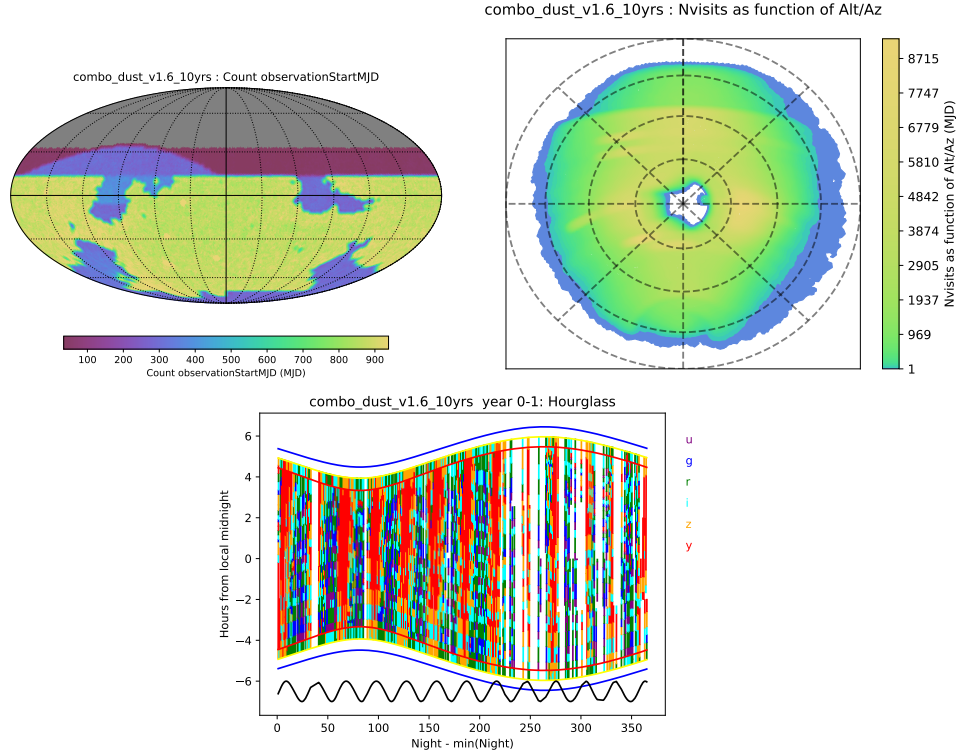 combo_dust_v1.6_10yrs : Nvisits as function of Alt/Az
combo_dust_v1.6_10yrs : Count observationStartMJD
100 200 300 400 500 600 700 800 900
Count observationStartMJD (MJD)
8715
7747
6779
5810
4842
3874
2905
1937
969
1
Nvisits as function of Alt/Az (MJD)
combo_dust_v1.6_10yrs year 0-1: Hourglass
6
4
2
0
−2
−4
−6
Hours from local midnight
0 50 100 150 200 250 300 350
Night - min(Night)
u
g
r
i
z
y